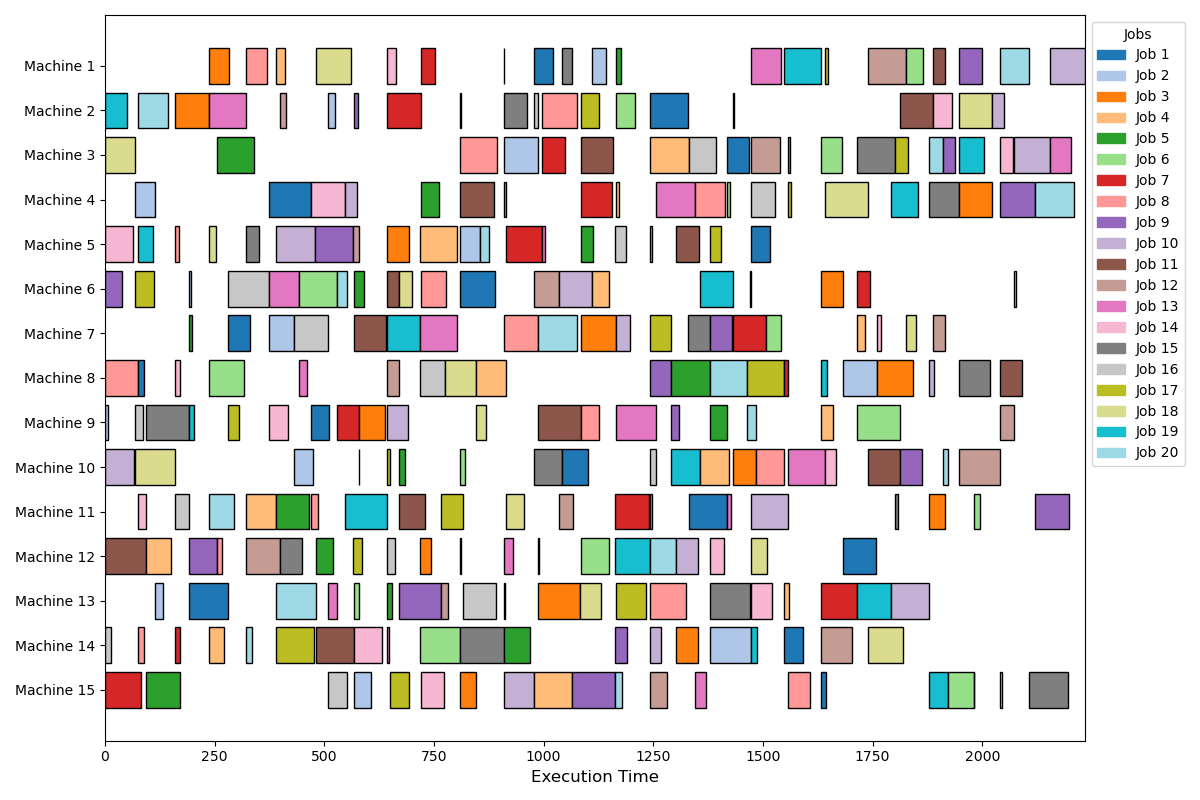 Machine 1
Machine 2
Machine 3
Machine 4
Machine 5
Machine 6
Machine 7
Machine 8
Machine 9
Machine 10
Machine 11
Machine 12
Machine 13
Machine 14
Machine 15
0 250 500 750 1000 1250 1500 1750 2000
Execution Time
Jobs
Job 1
Job 2
Job 3
Job 4
Job 5
Job 6
Job 7
Job 8
Job 9
Job 10
Job 11
Job 12
Job 13
Job 14
Job 15
Job 16
Job 17
Job 18
Job 19
Job 20